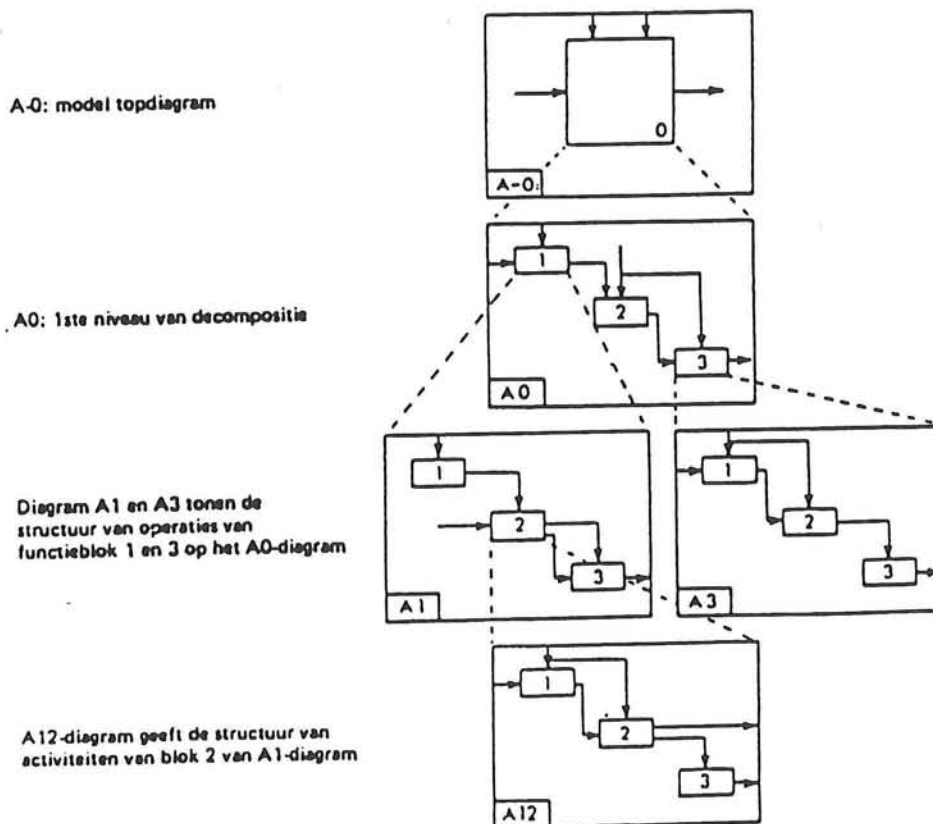 A-0: model topdiagram
0
A-0:
A0: 1ste niveau van decompositie
1
2
3
A0
Diagram A1 en A3 tonen de
structuur van operaties van
functieblok 1 en 3 op het A0-diagram
1
2
3
A1
1
2
3
A3
A12-diagram geeft de structuur van
activiteiten van blok 2 van A1-diagram
1
2
3
A12